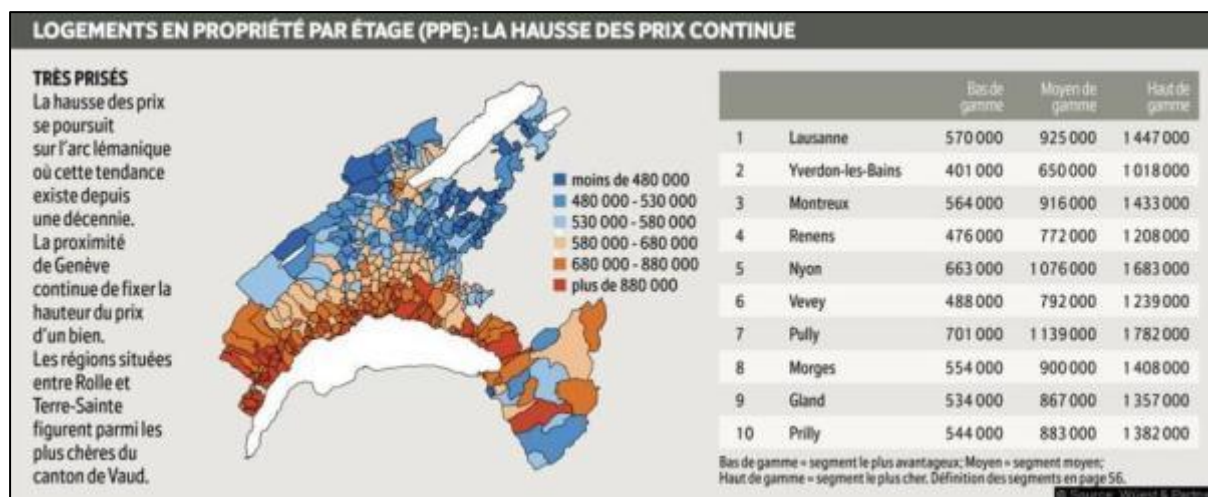 LOGEMENTS EN PROPRIÉTÉ PAR ÉTAGE (PPE): LA HAUSSE DES PRIX CONTINUE
TRÈS PRISÉS
La hausse des prix
se poursuit
sur l'arc lémanique
où cette tendance
existe depuis
une décennie.
La proximité
de Genève
continue de fixer la
hauteur du prix
d'un bien.
Les régions situées
entre Rolle et
Terre-Sainte
figurent parmi les
plus chères du
canton de Vaud.
moins de 480 000
480 000 - 530 000
530 000 - 580 000
580 000 - 680 000
680 000 - 880 000
plus de 880 000
Bas de gamme Moyen de gamme Haut de gamme
1 Lausanne 570 000 925 000 1 447 000
2 Yverdon-les-Bains 401 000 650 000 1 018 000
3 Montreux 564 000 916 000 1 433 000
4 Renens 476 000 772 000 1 208 000
5 Nyon 663 000 1 076 000 1 683 000
6 Vevey 488 000 792 000 1 239 000
7 Pully 701 000 1 139 000 1 782 000
8 Morges 554 000 900 000 1 408 000
9 Gland 534 000 867 000 1 357 000
10 Prilly 544 000 883 000 1 382 000
Bas de gamme = segment le plus avantageux; Moyen = segment moyen;
Haut de gamme = segment le plus cher. Définition des segments en page 56.